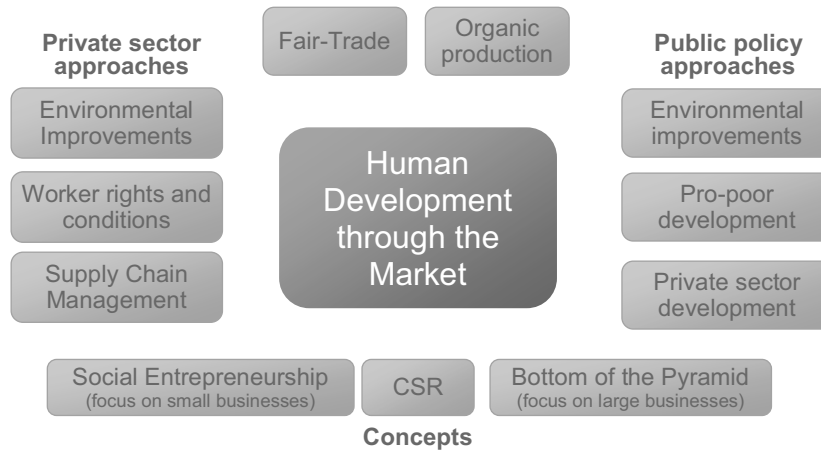 Private sector
approaches
Fair-Trade
Organic
production
Public policy
approaches
Environmental
Improvements
Worker rights and
conditions
Supply Chain
Management
Human
Development
through the
Market
Environmental
improvements
Pro-poor
development
Private sector
development
Social Entrepreneurship
(focus on small businesses)
CSR
Bottom of the Pyramid
(focus on large businesses)
Concepts